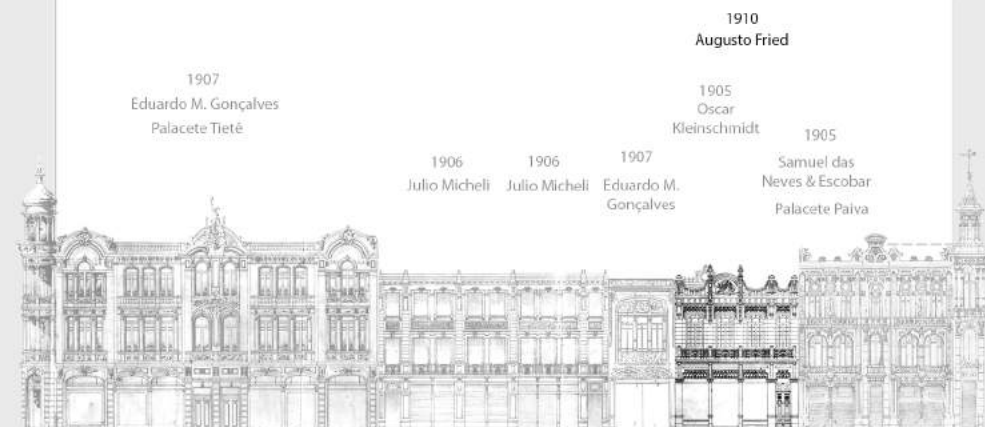 1910
Augusto Fried
1907
Eduardo M. Gonçalves
Palacete Tietê
1905
Oscar
Kleinschmidt
1905
Samuel das
Neves & Escobar
Palacete Paiva
1906
Julio Micheli
1906
Julio Micheli
1907
Eduardo M.
Gonçalves